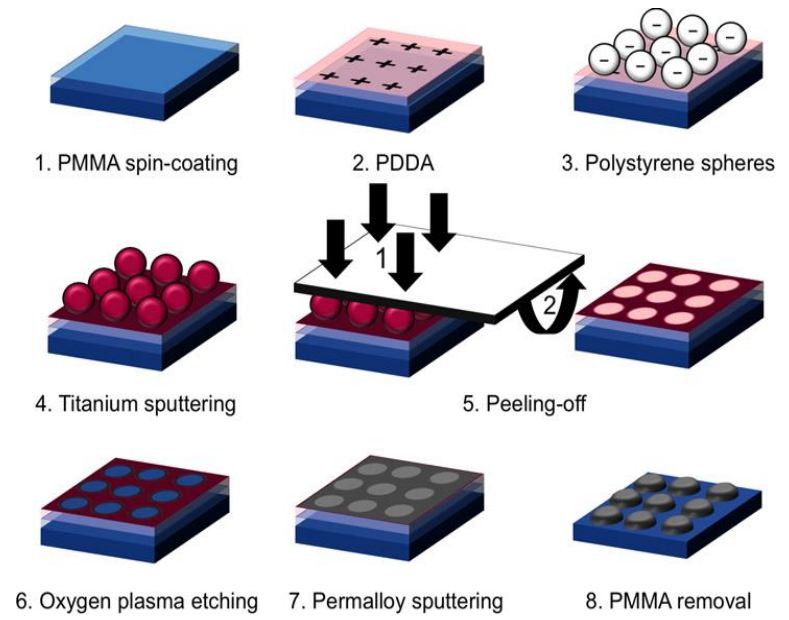 1. PMMA spin-coating
2. PDDA
3. Polystyrene spheres
4. Titanium sputtering
1
2
5. Peeling-off
6. Oxygen plasma etching
7. Permalloy sputtering
8. PMMA removal